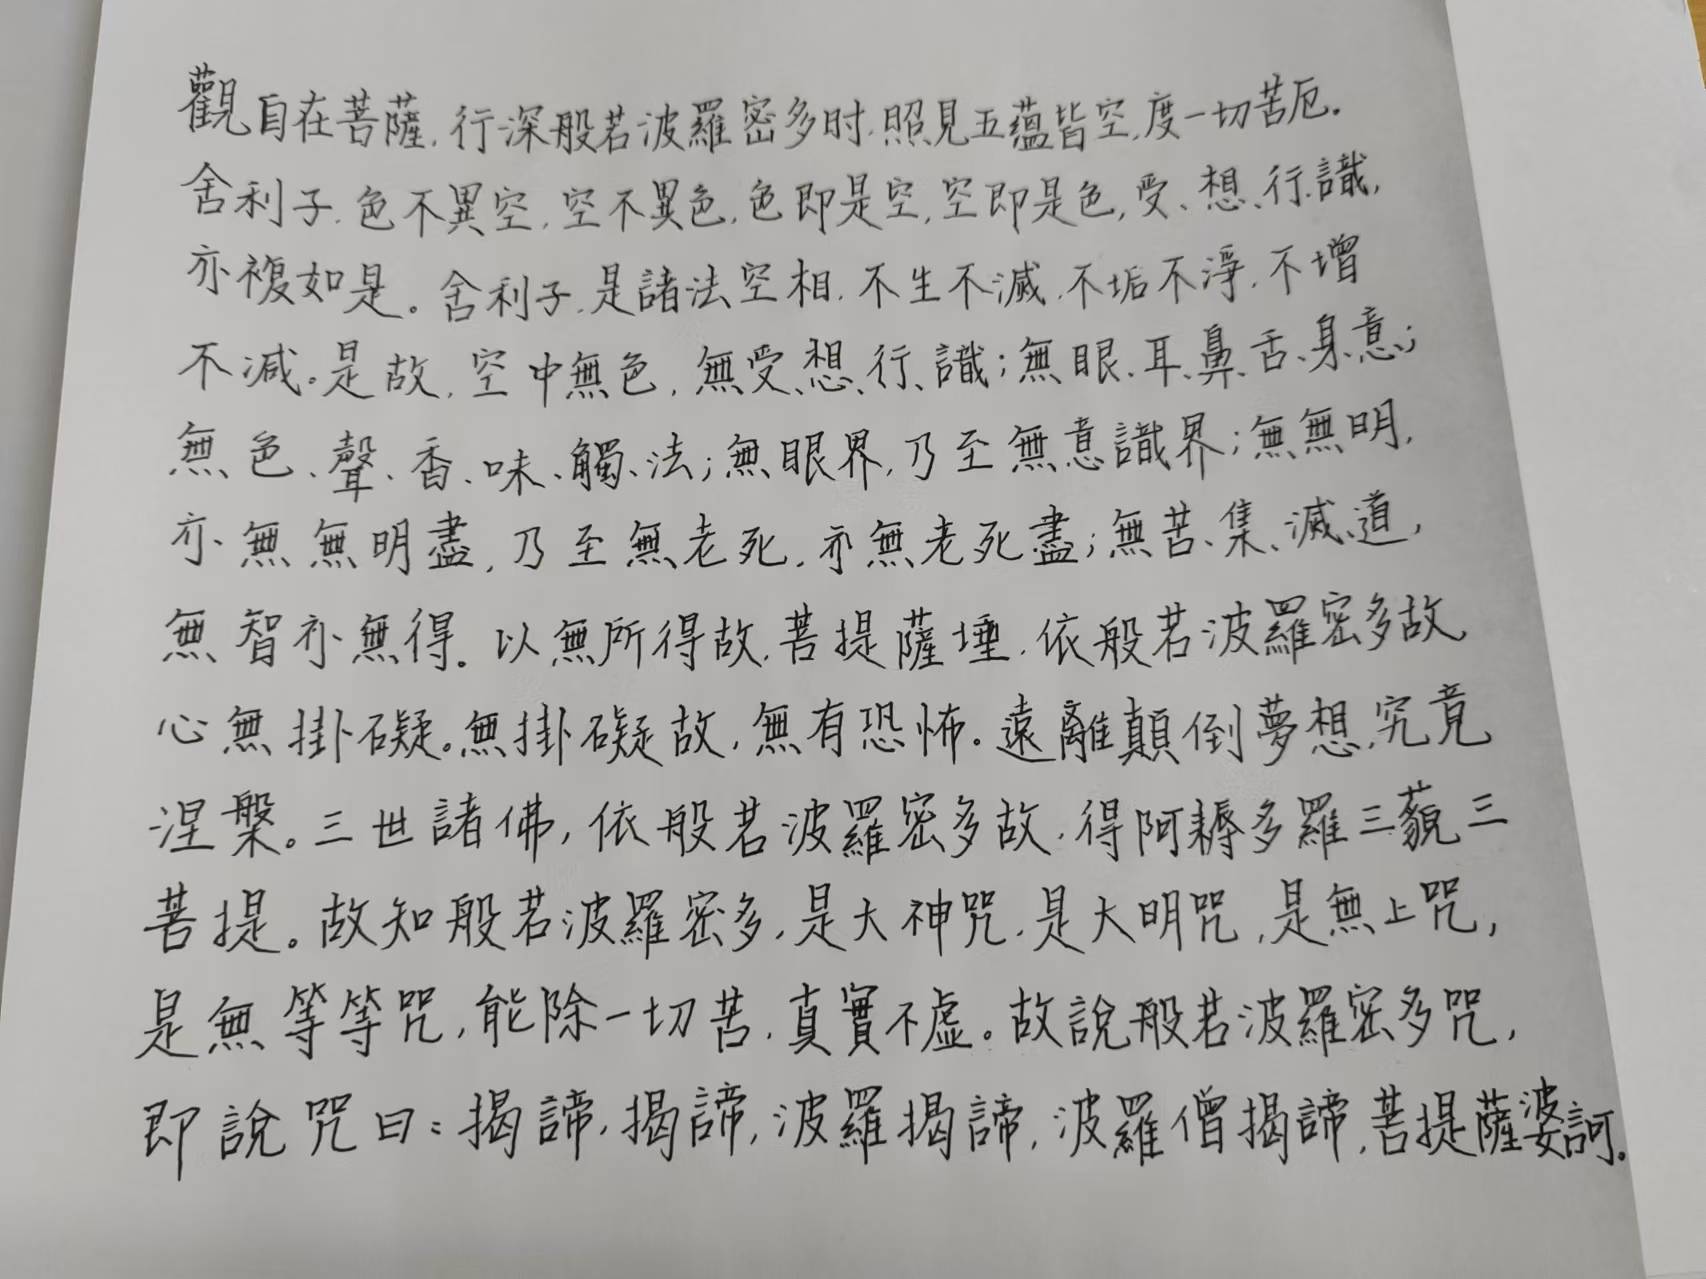 觀自在菩薩，行深般若波羅密多时，照見五蘊皆空，度一切苦厄。
舍利子，色不異空，空不異色，色即是空，空即是色，受、想、行、識，
亦複如是。舍利子，是諸法空相，不生不滅，不垢不淨，不增
不減。是故，空中無色，無受、想、行、識；無眼、耳、鼻、舌、身、意；
無色、聲、香、味、觸、法；無眼界，乃至無意識界；無無明，
亦無無明盡，乃至無老死，亦無老死盡；無苦、集、滅、道，
無智亦無得。以無所得故，菩提薩埵，依般若波羅密多故，
心無掛礙。無掛礙故，無有恐怖。遠離顛倒夢想，究竟
涅槃。三世諸佛，依般若波羅密多故，得阿耨多羅三藐三
菩提。故知般若波羅密多，是大神咒，是大明咒，是無上咒，
是無等等咒，能除一切苦，真實不虛。故說般若波羅密多咒，
即說咒曰：揭諦，揭諦，波羅揭諦，波羅僧揭諦，菩提薩婆訶。